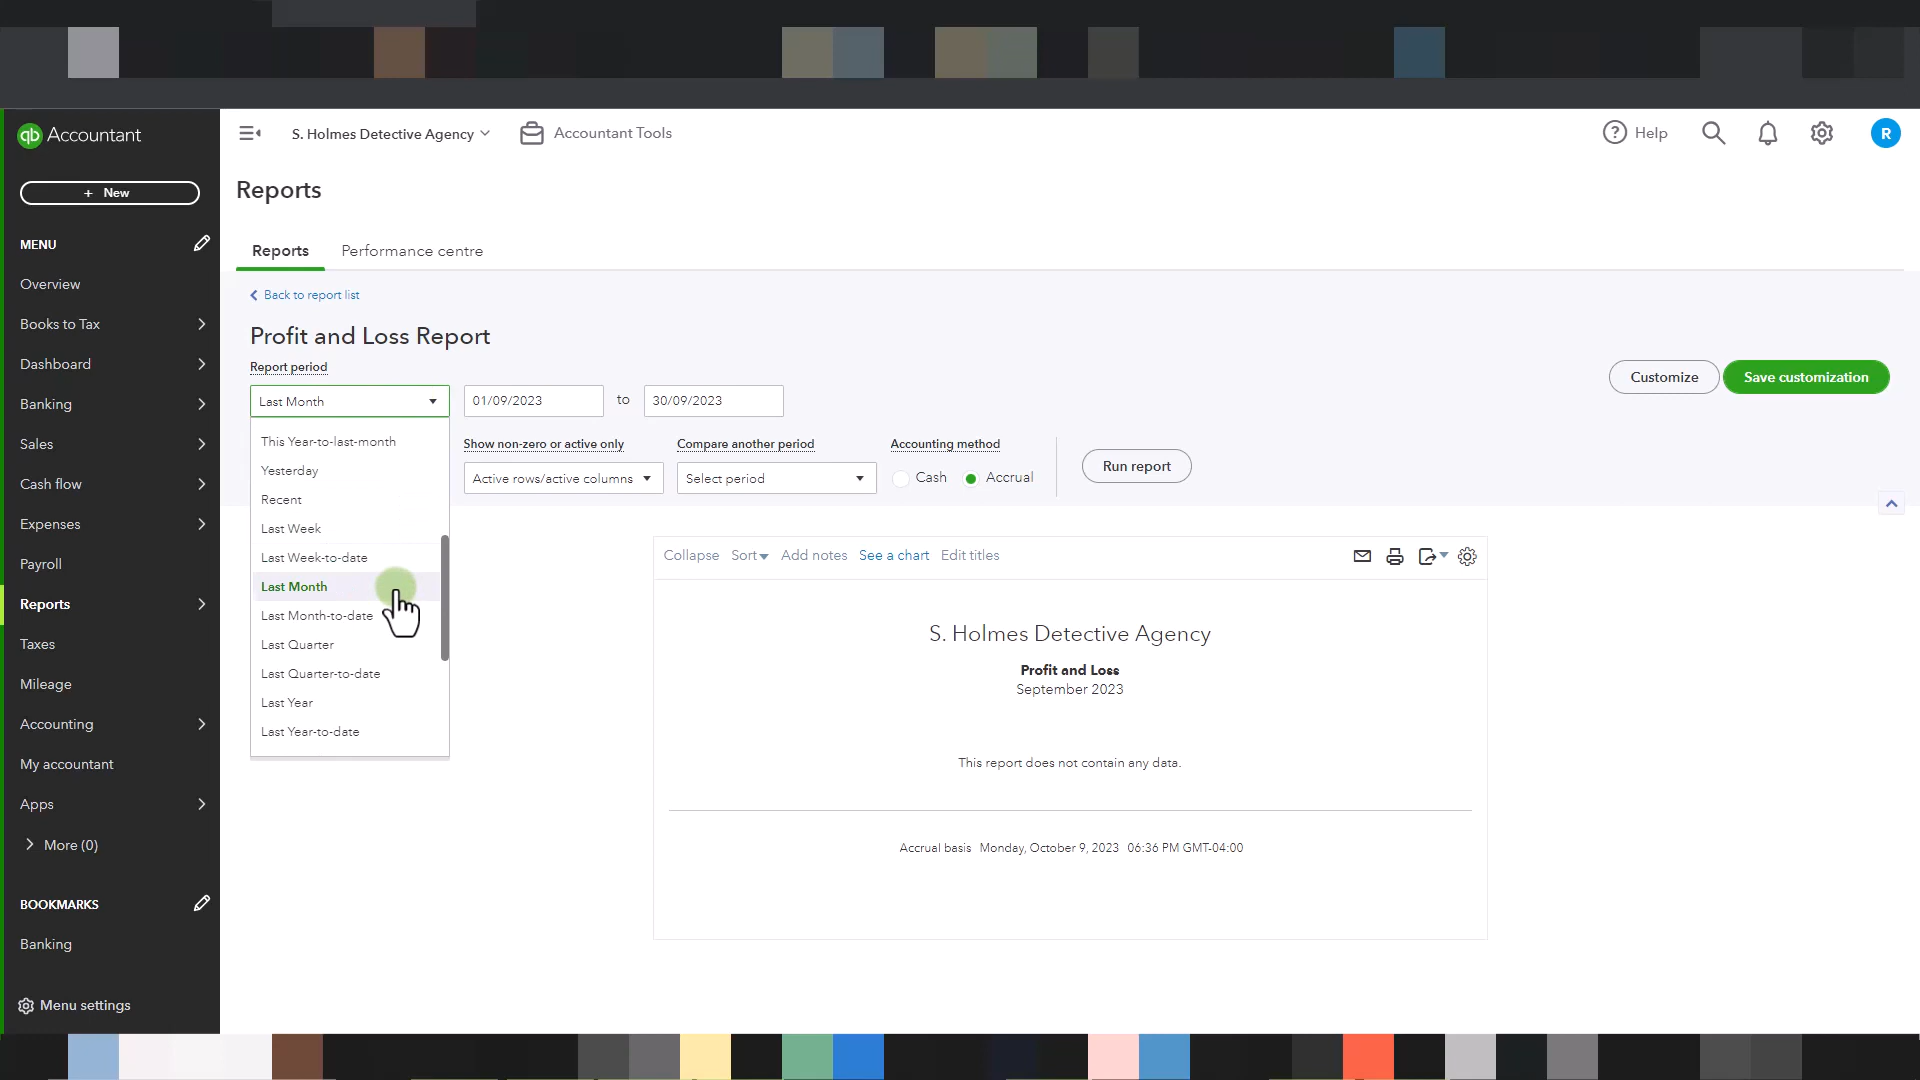 qb Accountant
S. Holmes Detective Agency
Accountant Tools
Help
R
+ New
Reports
MENU
Reports
Performance centre
Overview
Back to report list
Books to Tax
Profit and Loss Report
Dashboard
Report period
Customize
Save customization
Last Month
01/09/2023
to
30/09/2023
Banking
This Year-to-last-month
Show non-zero or active only
Compare another period
Accounting method
Sales
Yesterday
Active rows/active columns
Select period
Cash
Accrual
Run report
Cash flow
Recent
Expenses
Last Week
Last Week-to-date
Collapse
Sort
Add notes
See a chart
Edit titles
Payroll
Last Month
Reports
Last Month-to-date
S. Holmes Detective Agency
Taxes
Last Quarter
Profit and Loss
Last Quarter-to-date
September 2023
Mileage
Last Year
Accounting
Last Year-to-date
My accountant
This report does not contain any data.
Apps
More (0)
Accrual basis Monday, October 9, 2023 06:36 PM GMT-04:00
BOOKMARKS
Banking
Menu settings